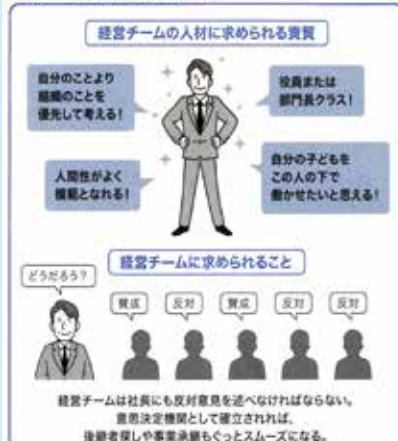 経営チームの人材に求められる資質
自分のことより
組織のことを
優先して考える!
役員または
部門長クラス!
人間性がよく
模範となれる!
自分の子どもを
この人の下で
働かせたいと思える!
経営チームに求められること
どうだろう?
賛成
反対
賛成
反対
反対
経営チームは社長にも反対意見を述べなければならない。
意思決定機関として確立されれば、
後継者探しや事業承継もぐっとスムーズになる。